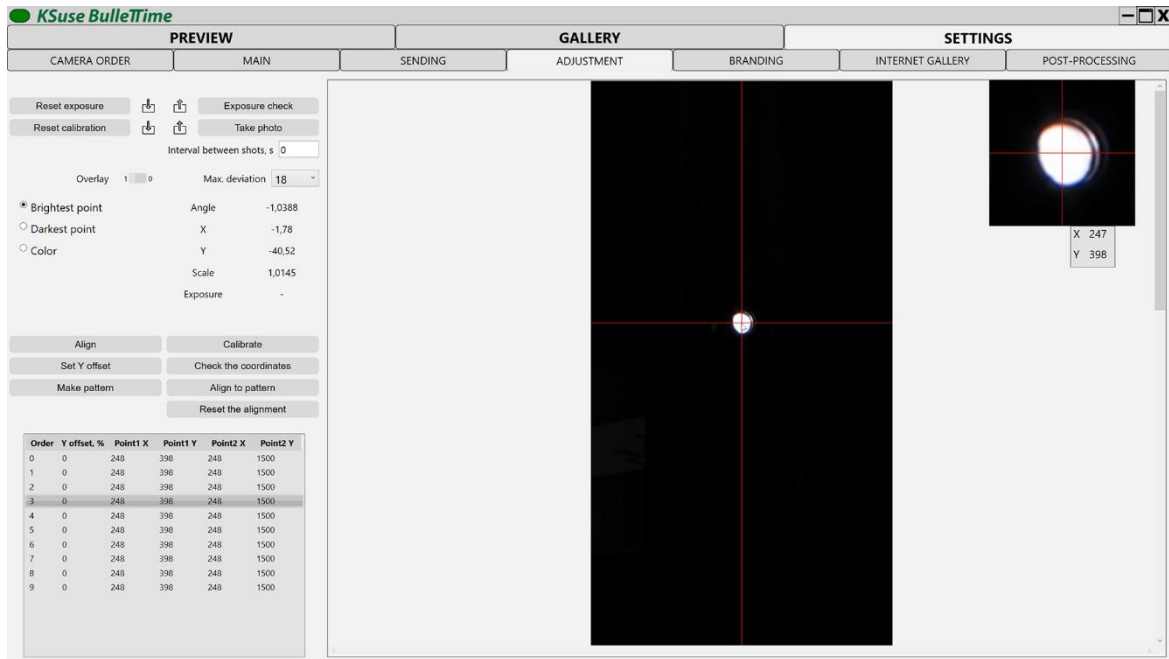 KSuse BulleTTime
PREVIEW GALLERY SETTINGS
CAMERA ORDER MAIN SENDING ADJUSTMENT BRANDING INTERNET GALLERY POST-PROCESSING
Reset exposure Exposure check
Reset calibration Take photo
Interval between shots, s 0
Overlay 1 0 Max. deviation 18
Brightest point Angle -1,0388
Darkest point X -1,78
Color Y -40,52
Scale 1,0145
Exposure -
X 247
Y 398
Align Calibrate
Set Y offset Check the coordinates
Make pattern Align to pattern
Reset the alignment
Order Y offset, % Point1 X Point1 Y Point2 X Point2 Y
0 0 248 398 248 1500
1 0 248 398 248 1500
2 0 248 398 248 1500
3 0 248 398 248 1500
4 0 248 398 248 1500
5 0 248 398 248 1500
6 0 248 398 248 1500
7 0 248 398 248 1500
8 0 248 398 248 1500
9 0 248 398 248 1500